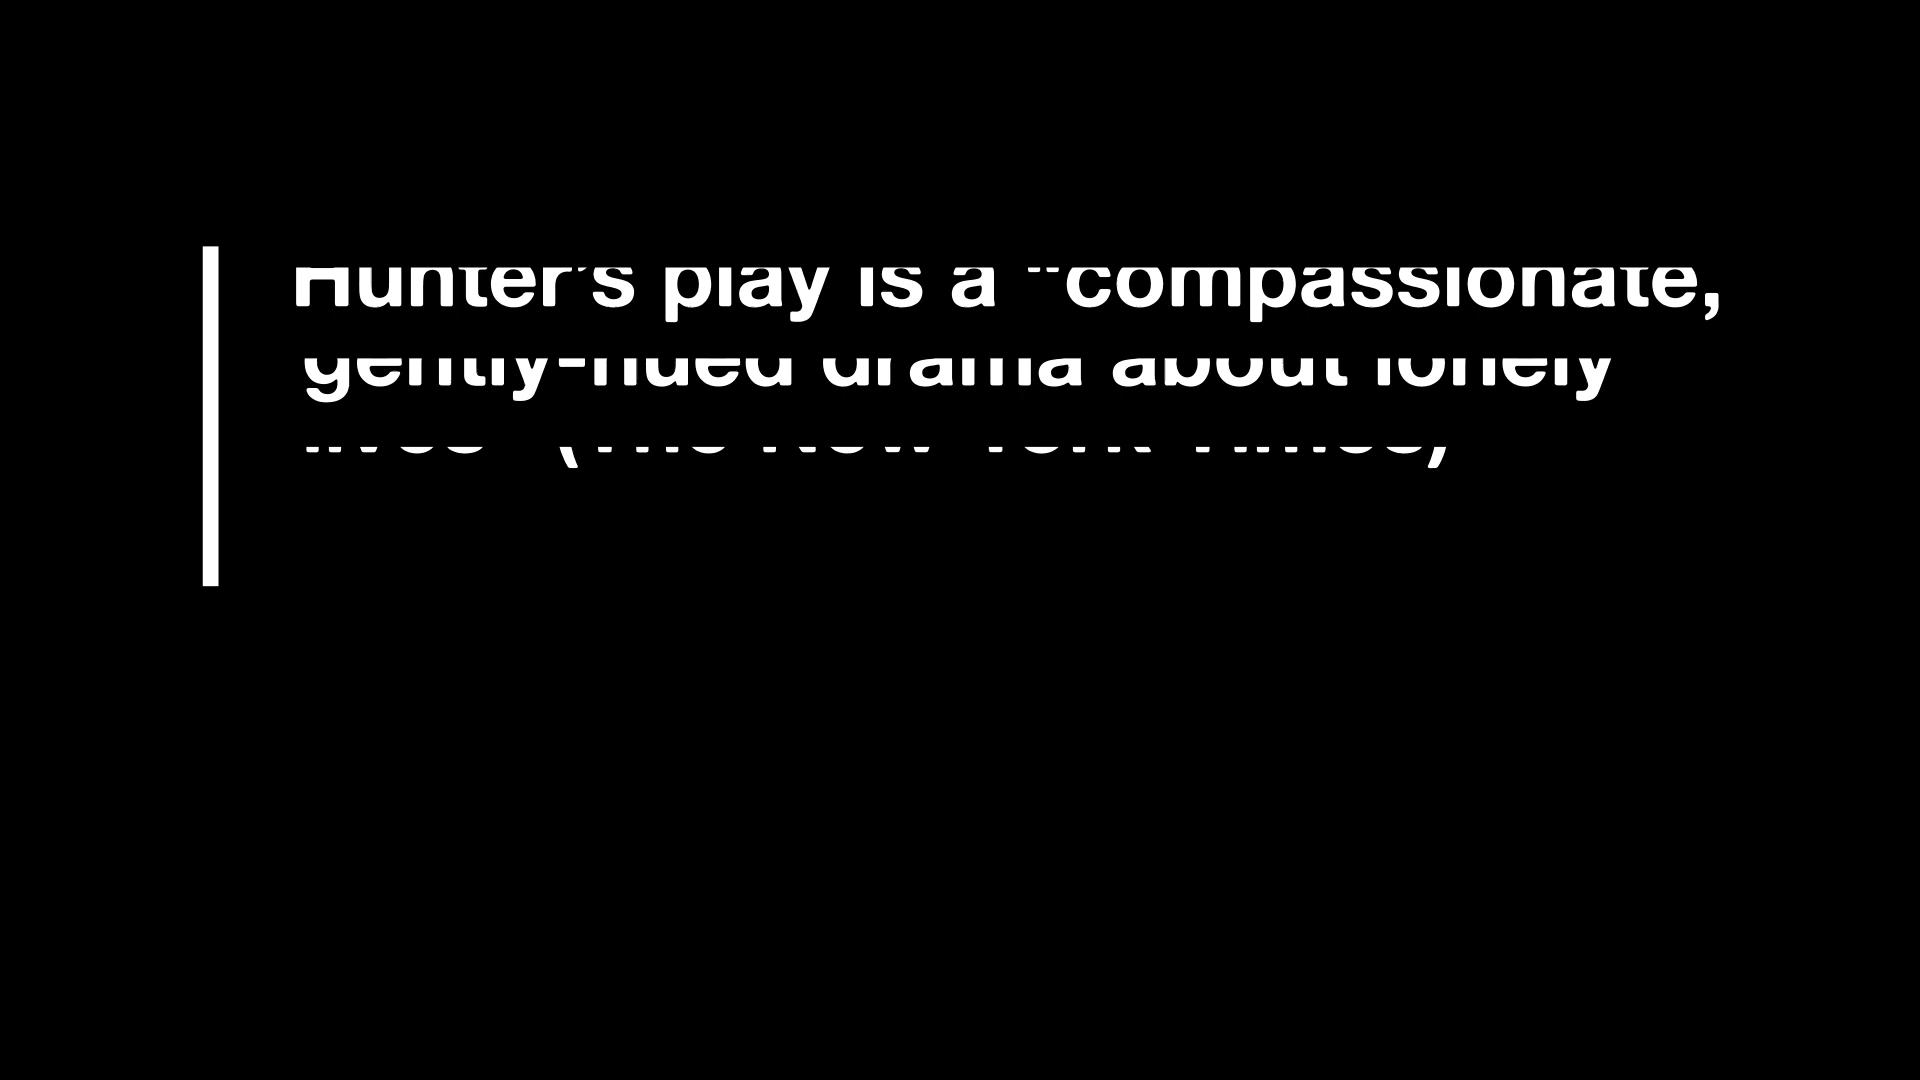 Hunter’s play is a “compassionate,
gently-hued drama about lonely
lives” (The New York Times)